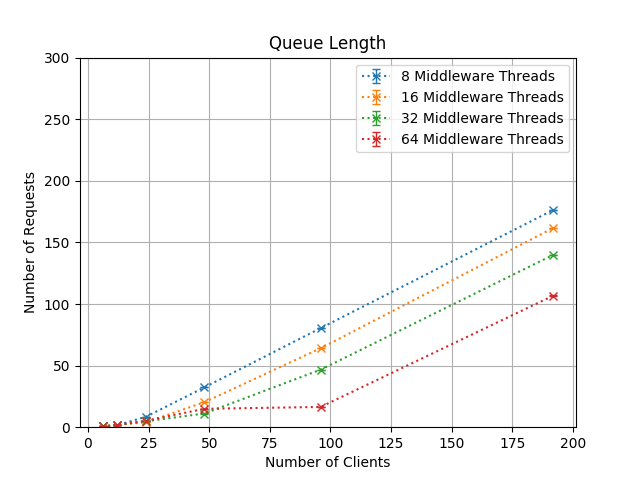 Queue Length
300
250
200
150
100
50
0
Number of Requests
8 Middleware Threads
16 Middleware Threads
32 Middleware Threads
64 Middleware Threads
0 25 50 75 100 125 150 175 200
Number of Clients